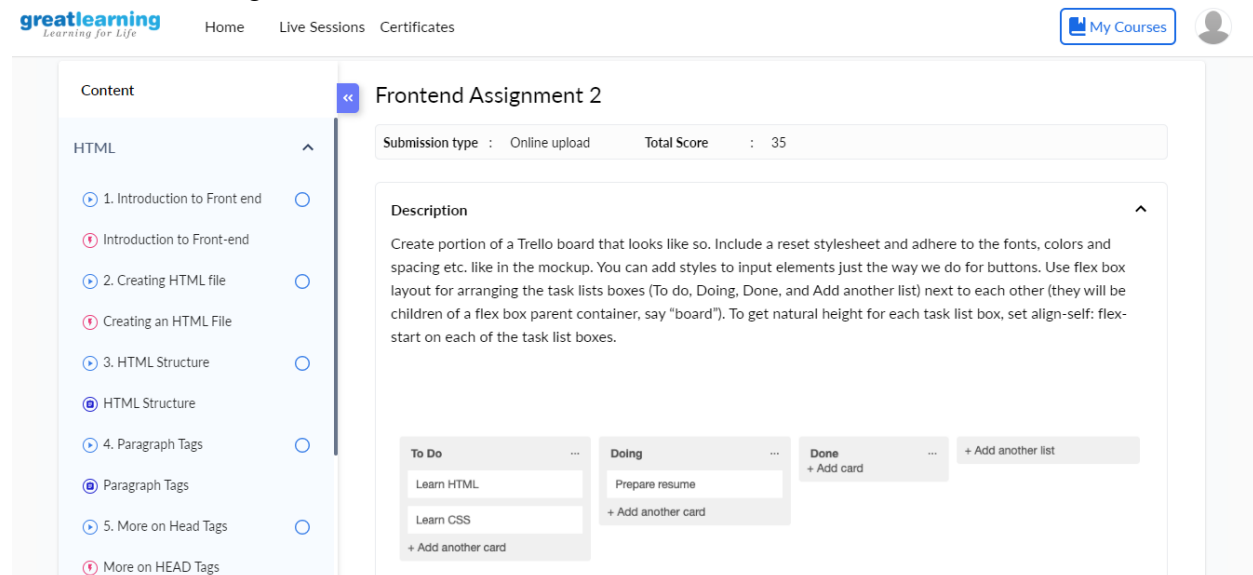 greatlearning
Learning for Life
Home Live Sessions Certificates
My Courses
Content
HTML
1. Introduction to Front end
Introduction to Front-end
2. Creating HTML file
Creating an HTML File
3. HTML Structure
HTML Structure
4. Paragraph Tags
Paragraph Tags
5. More on Head Tags
More on HEAD Tags
«
Frontend Assignment 2
Submission type : Online upload Total Score : 35
Description
Create portion of a Trello board that looks like so. Include a reset stylesheet and adhere to the fonts, colors and
spacing etc. like in the mockup. You can add styles to input elements just the way we do for buttons. Use flex box
layout for arranging the task lists boxes (To do, Doing, Done, and Add another list) next to each other (they will be
children of a flex box parent container, say “board”). To get natural height for each task list box, set align-self: flex-
start on each of the task list boxes.
To Do ...
Learn HTML
Learn CSS
+ Add another card
Doing ...
Prepare resume
+ Add another card
Done ...
+ Add card
+ Add another list